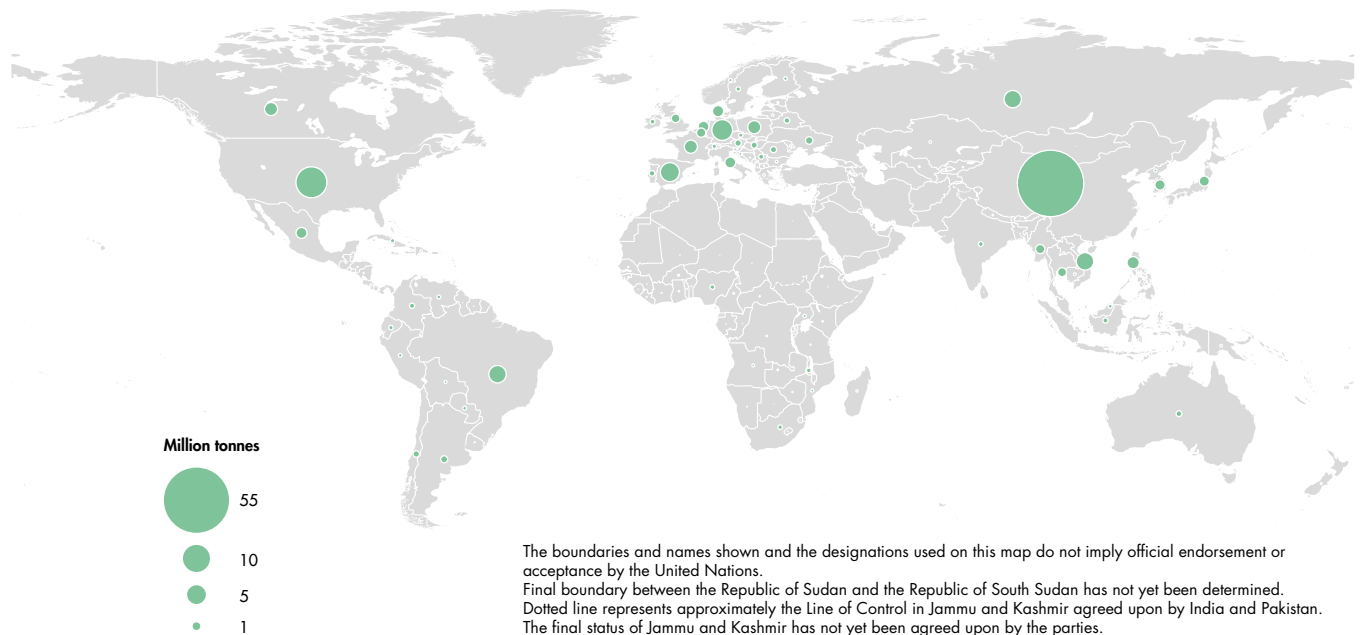 Million tonnes
55
10
5
1
The boundaries and names shown and the designations used on this map do not imply official endorsement or
acceptance by the United Nations.
Final boundary between the Republic of Sudan and the Republic of South Sudan has not yet been determined.
Dotted line represents approximately the Line of Control in Jammu and Kashmir agreed upon by India and Pakistan.
The final status of Jammu and Kashmir has not yet been agreed upon by the parties.